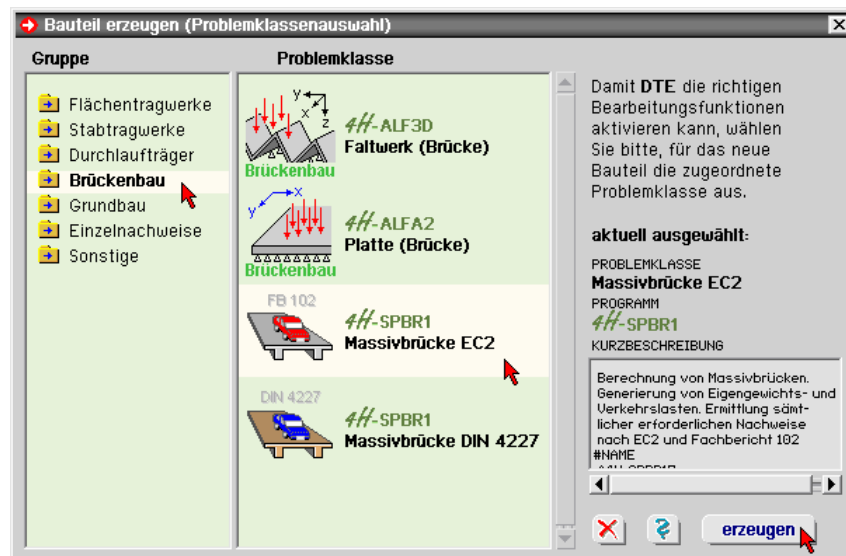 Bauteil erzeugen (Problemklassenauswahl)
Gruppe
Problemklasse
Flächentragwerke
Stabtragwerke
Durchlaufträger
Brückenbau
Grundbau
Einzelnachweise
Sonstige
y
x
z
4H-ALF3D
Faltwerk (Brücke)
Brückenbau
x
y
4H-ALFA2
Platte (Brücke)
Brückenbau
FB 102
4H-SPBR1
Massivbrücke EC2
DIN 4227
4H-SPBR1
Massivbrücke DIN 4227
Damit DTE die richtigen
Bearbeitungsfunktionen
aktivieren kann, wählen
Sie bitte, für das neue
Bauteil die zugeordnete
Problemklasse aus.
aktuell ausgewählt:
PROBLEMKLASSE
Massivbrücke EC2
PROGRAMM
4H-SPBR1
KURZBESCHREIBUNG
Berechnung von Massivbrücken.
Generierung von Eigengewichts- und
Verkehrslasten. Ermittlung sämt-
licher erforderlichen Nachweise
nach EC2 und Fachbericht 102
#NAME
erzeugen